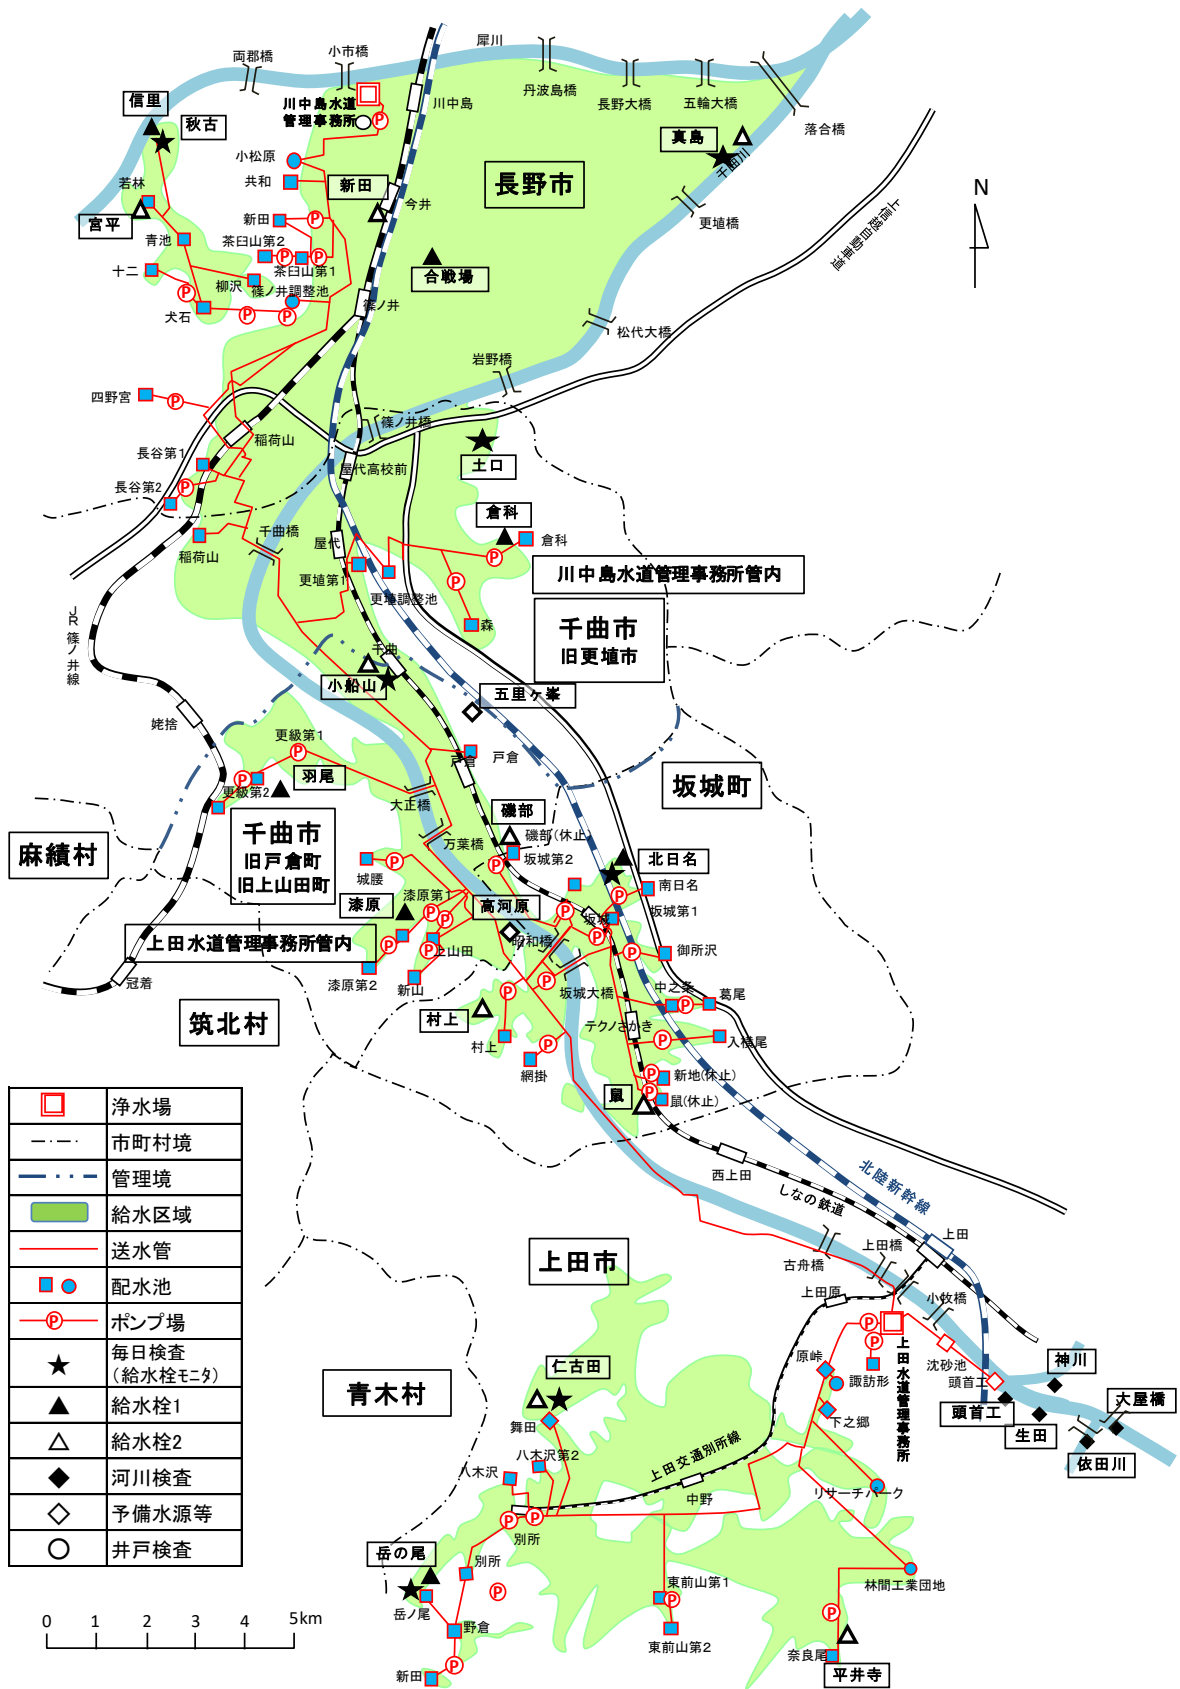 犀川
両郡橋
小市橋
丹波島橋
長野大橋
五輪大橋
落合橋
川中島
川中島水道
管理事務所
信里
秋古
小松原
共和
新田
今井
真島
千曲川
長野市
更埴橋
上信越自動車道
N
若林
宮平
青池
新田
茶臼山第2
茶臼山第1
合戦場
十二
柳沢
篠ノ井調整池
犬石
篠ノ井
松代大橋
岩野橋
四野宮
稲荷山
篠ノ井橋
屋代高校前
土口
長谷第1
長谷第2
倉科
倉科
千曲橋
稲荷山
屋代
更埴第1
更埴調整池
川中島水道管理事務所管内
森
千曲市
旧更埴市
JR篠ノ井線
千曲
小船山
五里ヶ峯
姨捨
更級第1
戸倉
戸倉
羽尾
更級第2
大正橋
坂城町
麻績村
千曲市
旧戸倉町
旧上山田町
磯部
磯部(休止)
万葉橋
坂城第2
北日名
城腰
南日名
漆原
漆原第1
高河原
坂城
坂城第1
上田水道管理事務所管内
上山田
昭和橋
御所沢
冠着
漆原第2
新山
坂城大橋
中之条
葛尾
筑北村
村上
村上
テクノさかき
入横尾
網掛
新地(休止)
鼠
鼠(休止)
浄水場
市町村境
管理境
給水区域
送水管
配水池
P
ポンプ場
毎日検査
(給水栓モニタ)
給水栓1
給水栓2
河川検査
予備水源等
井戸検査
西上田
しなの鉄道
北陸新幹線
上田
上田市
古舟橋
上田橋
上田原
小牧橋
原峠
諏訪形
上田水道管理事務所
沈砂池
頭首工
神川
仁古田
青木村
舞田
下之郷
頭首工
生田
大屋橋
依田川
八木沢第2
八木沢
上田交通別所線
中野
リサーチパーク
別所
岳の尾
別所
東前山第1
林間工業団地
岳ノ尾
野倉
東前山第2
奈良尾
平井寺
新田
0 1 2 3 4 5km